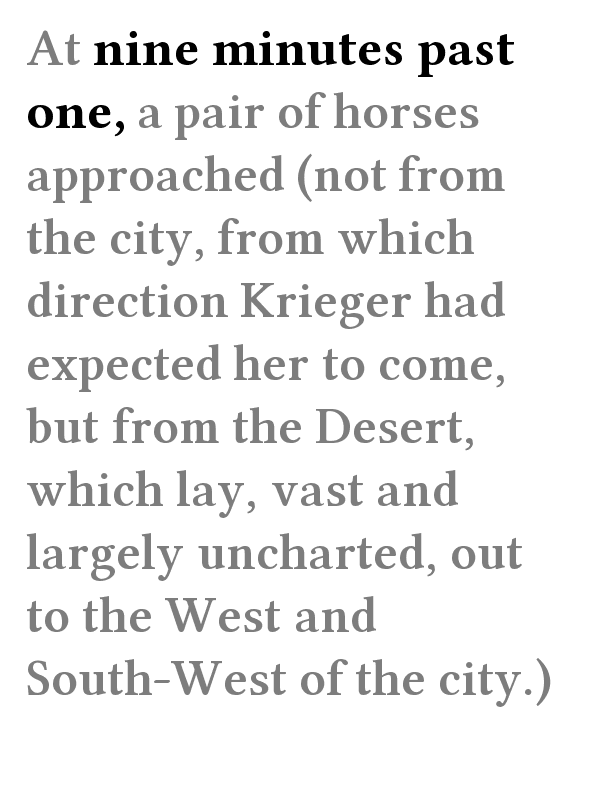 At nine minutes past
one, a pair of horses
approached (not from
the city, from which
direction Krieger had
expected her to come,
but from the Desert,
which lay, vast and
largely uncharted, out
to the West and
South-West of the city.)